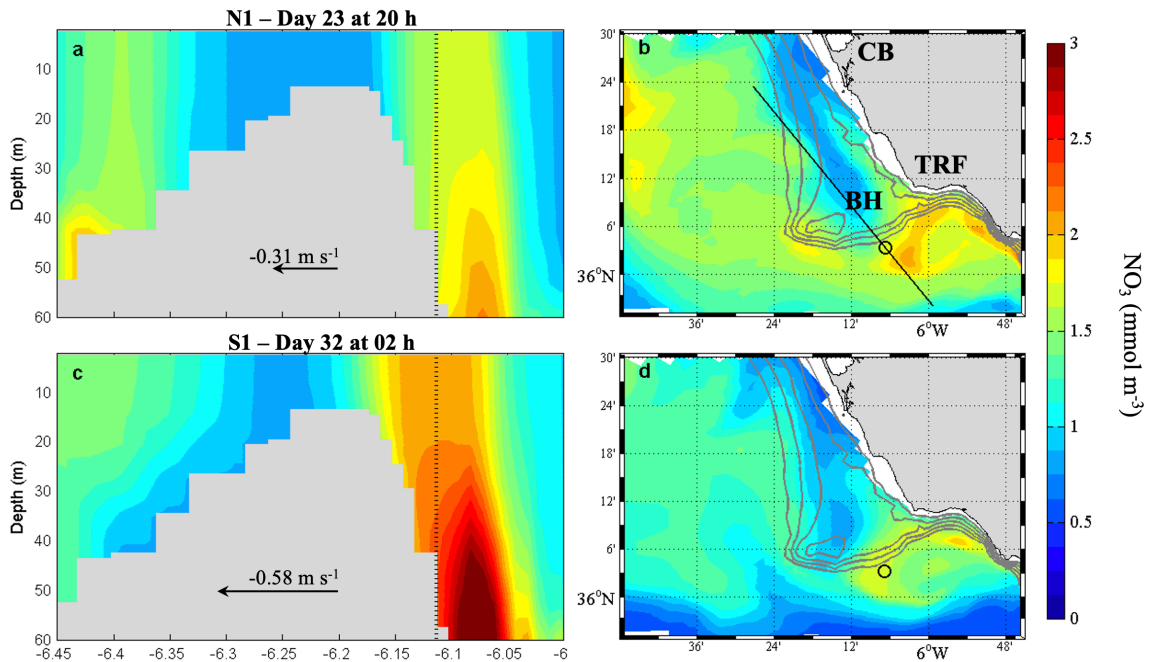 N1 – Day 23 at 20 h
a
10
20
30
40
50
60
Depth (m)
-0.31 m s-1
b
CB
TRF
BH
30'
24'
18'
12'
6'
36°N
36'
24'
12'
6°W
48'
S1 – Day 32 at 02 h
c
10
20
30
40
50
60
Depth (m)
-0.58 m s-1
-6.45
-6.4
-6.35
-6.3
-6.25
-6.2
-6.15
-6.1
-6.05
-6
d
30'
24'
18'
12'
6'
36°N
36'
24'
12'
6°W
48'
3
2.5
2
1.5
1
0.5
0
NO3 (mmol m-3)